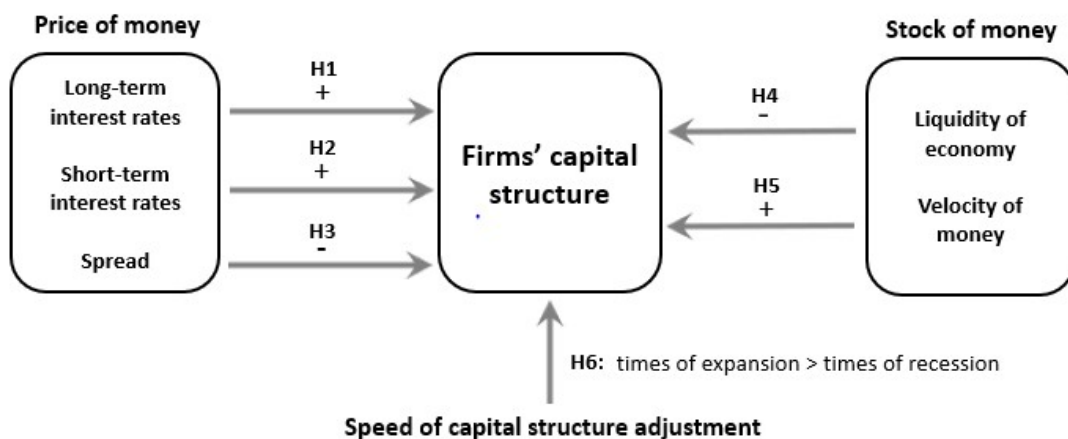 Price of money
Long-term
interest rates
Short-term
interest rates
Spread
H1
+
H2
+
H3
-
Firms' capital
structure
Stock of money
H4
-
H5
+
Liquidity of
economy
Velocity of
money
H6: times of expansion > times of recession
Speed of capital structure adjustment